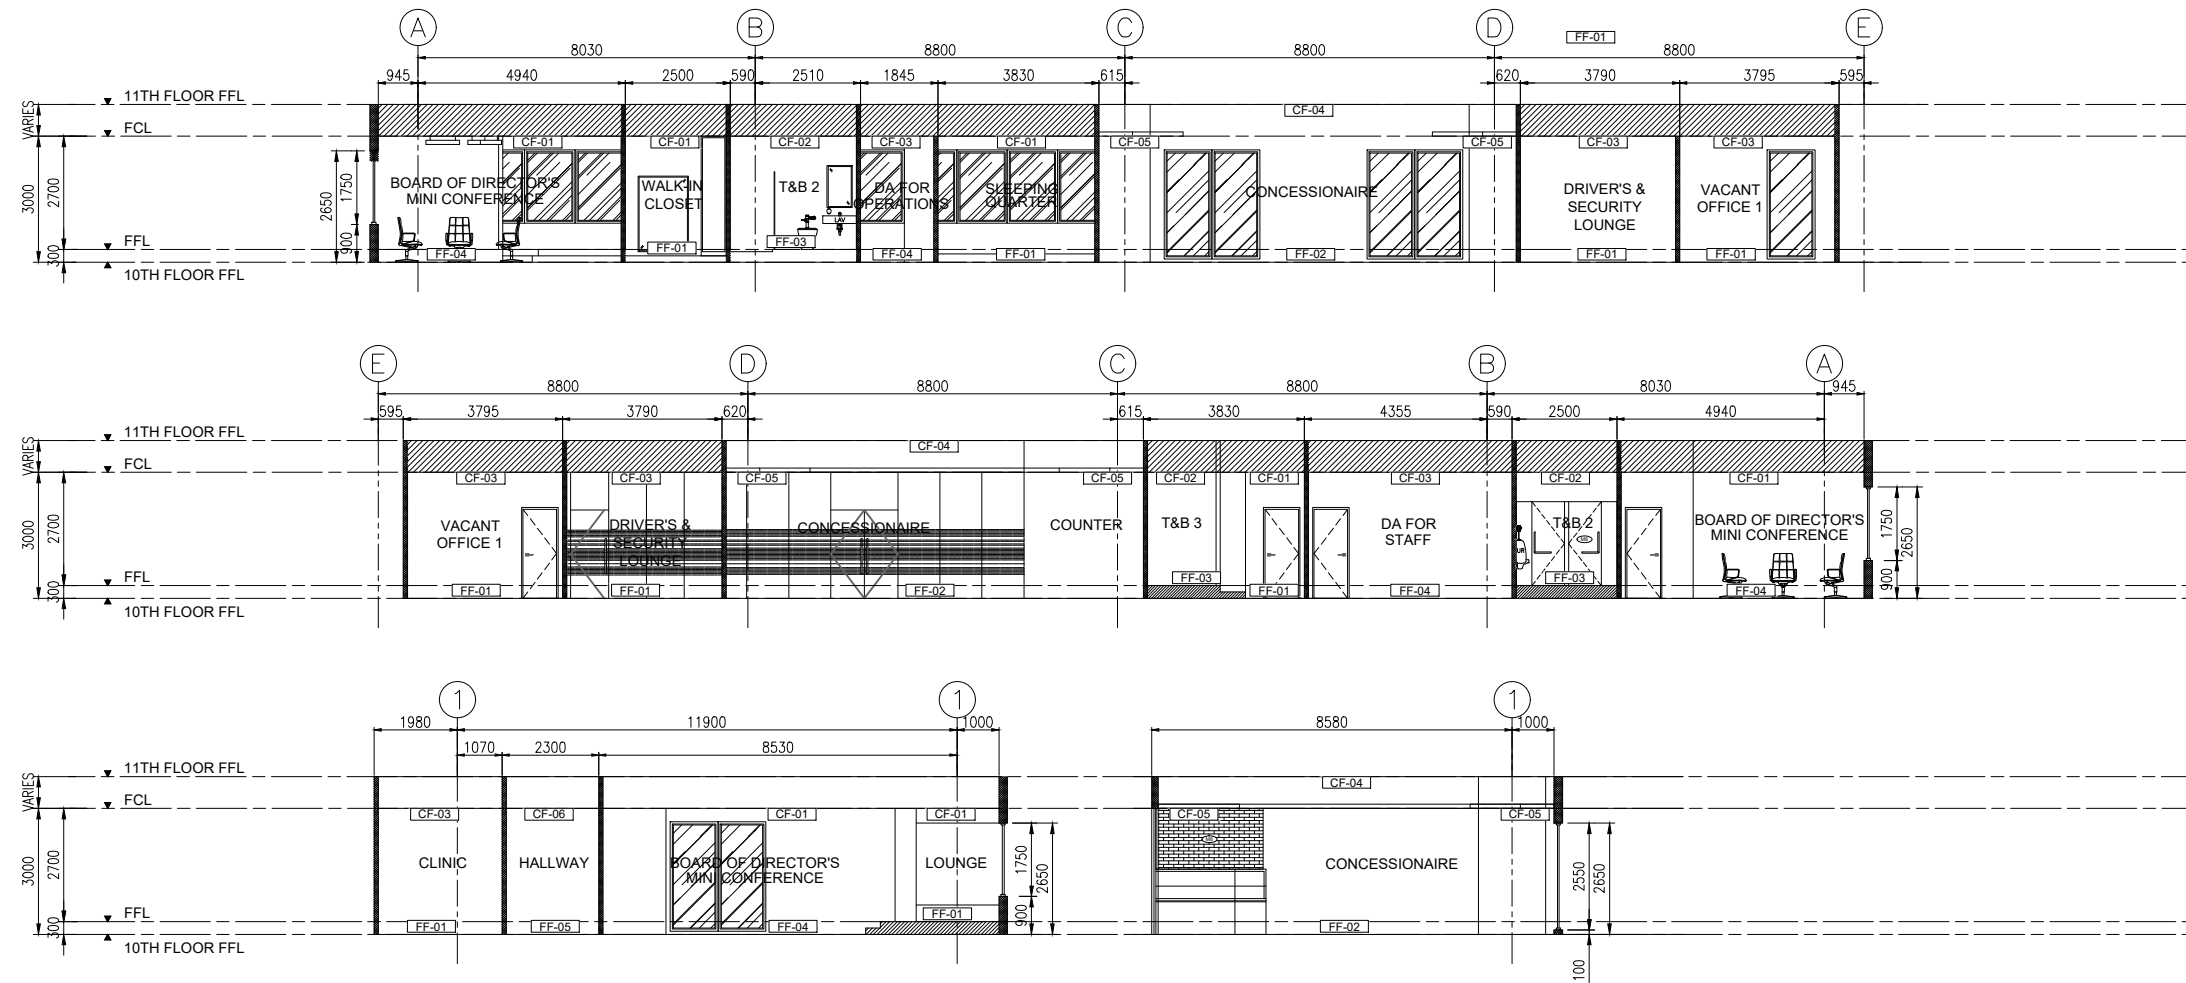 A B C D E
FF-01
8030 8800 8800 8800
945 4940 2500 590 2510 1845 3830 615 620 3790 3795 595
11TH FLOOR FFL
VARIES
FCL
CF-04
CF-01 CF-01 CF-02 CF-03 CF-01 CF-05 CF-05 CF-03 CF-03
3000 2700 2650 1750 900 300
BOARD OF DIRECTOR'S
MINI CONFERENCE
WALK-IN
CLOSET
T&B 2
LAV
DA FOR
OPERATIONS
SLEEPING
QUARTER
CONCESSIONAIRE
DRIVER'S &
SECURITY
LOUNGE
VACANT
OFFICE 1
FFL
FF-04 FF-01 FF-03 FF-04 FF-01 FF-02 FF-01 FF-01
10TH FLOOR FFL
E D C B A
8800 8800 8800 8030 945
595 3795 3790 620 615 3830 4355 590 2500 4940
11TH FLOOR FFL
VARIES
FCL
CF-04
CF-03 CF-03 CF-05 CF-05 CF-02 CF-01 CF-03 CF-02 CF-01
3000 2700 300
VACANT
OFFICE 1
DRIVER'S &
SECURITY
LOUNGE
CONCESSIONAIRE
COUNTER
T&B 3
DA FOR
STAFF
T&B 2
UR
BOARD OF DIRECTOR'S
MINI CONFERENCE
1750 2650 900
FFL
FF-01 FF-01 FF-02 FF-03 FF-01 FF-04 FF-03 FF-04
10TH FLOOR FFL
1 1 1
1980 11900 1000 8580 1000
1070 2300 8530
11TH FLOOR FFL
VARIES
FCL
CF-04
CF-03 CF-06 CF-01 CF-01 CF-05 CF-05
3000 2700 300
CLINIC
HALLWAY
BOARD OF DIRECTOR'S
MINI CONFERENCE
LOUNGE
1750 2650 900
CONCESSIONAIRE
2550 2650 100
FFL
FF-01 FF-05 FF-04 FF-01 FF-02
10TH FLOOR FFL